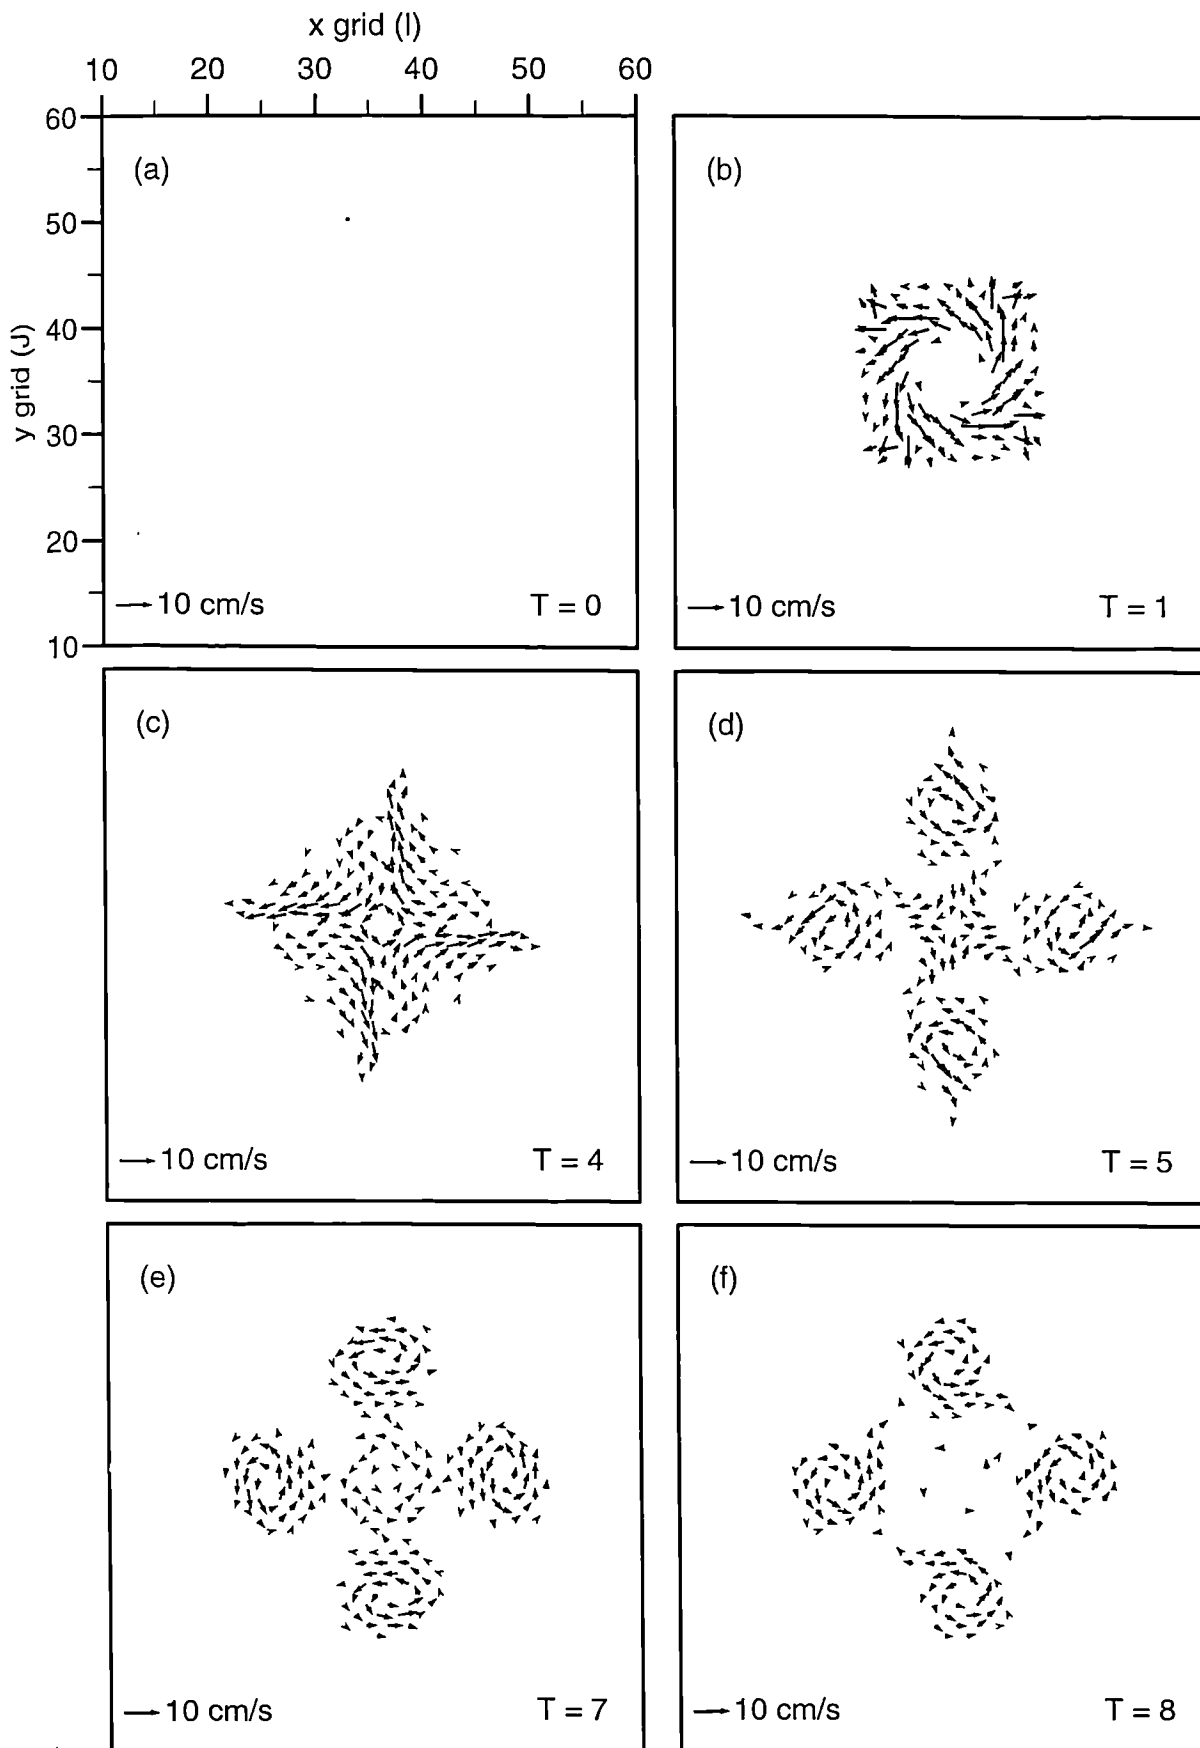 x grid (I)
10 20 30 40 50 60
60
50
40
30
20
10
y grid (J)
(a)
10 cm/s T = 0
(b)
10 cm/s T = 1
(c)
10 cm/s T = 4
(d)
10 cm/s T = 5
(e)
10 cm/s T = 7
(f)
10 cm/s T = 8